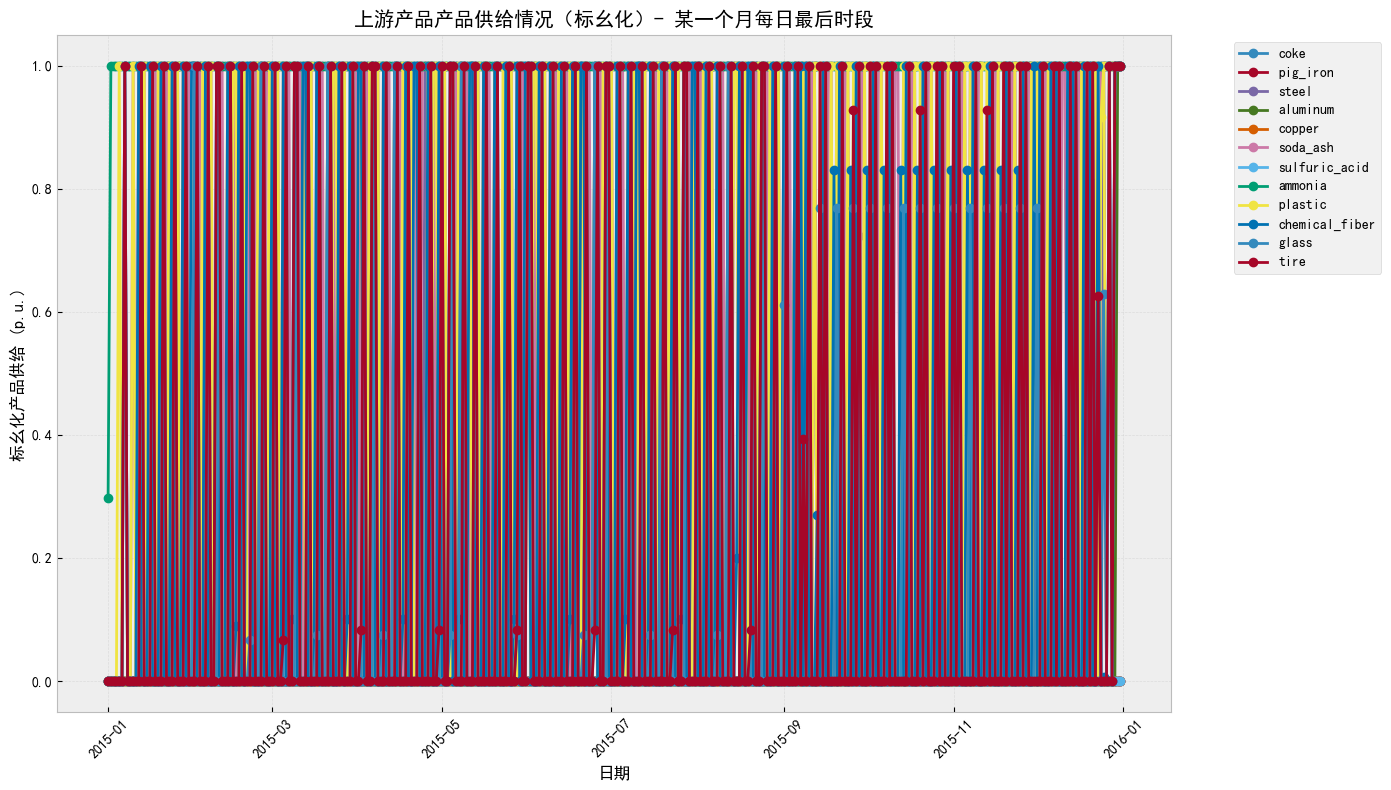 上游产品产品供给情况（标幺化）- 某一个月每日最后时段
标幺化产品供给 (p.u.)
1.0
0.8
0.6
0.4
0.2
0.0
2015-01
2015-03
2015-05
2015-07
2015-09
2015-11
2016-01
日期
coke
pig_iron
steel
aluminum
copper
soda_ash
sulfuric_acid
ammonia
plastic
chemical_fiber
glass
tire